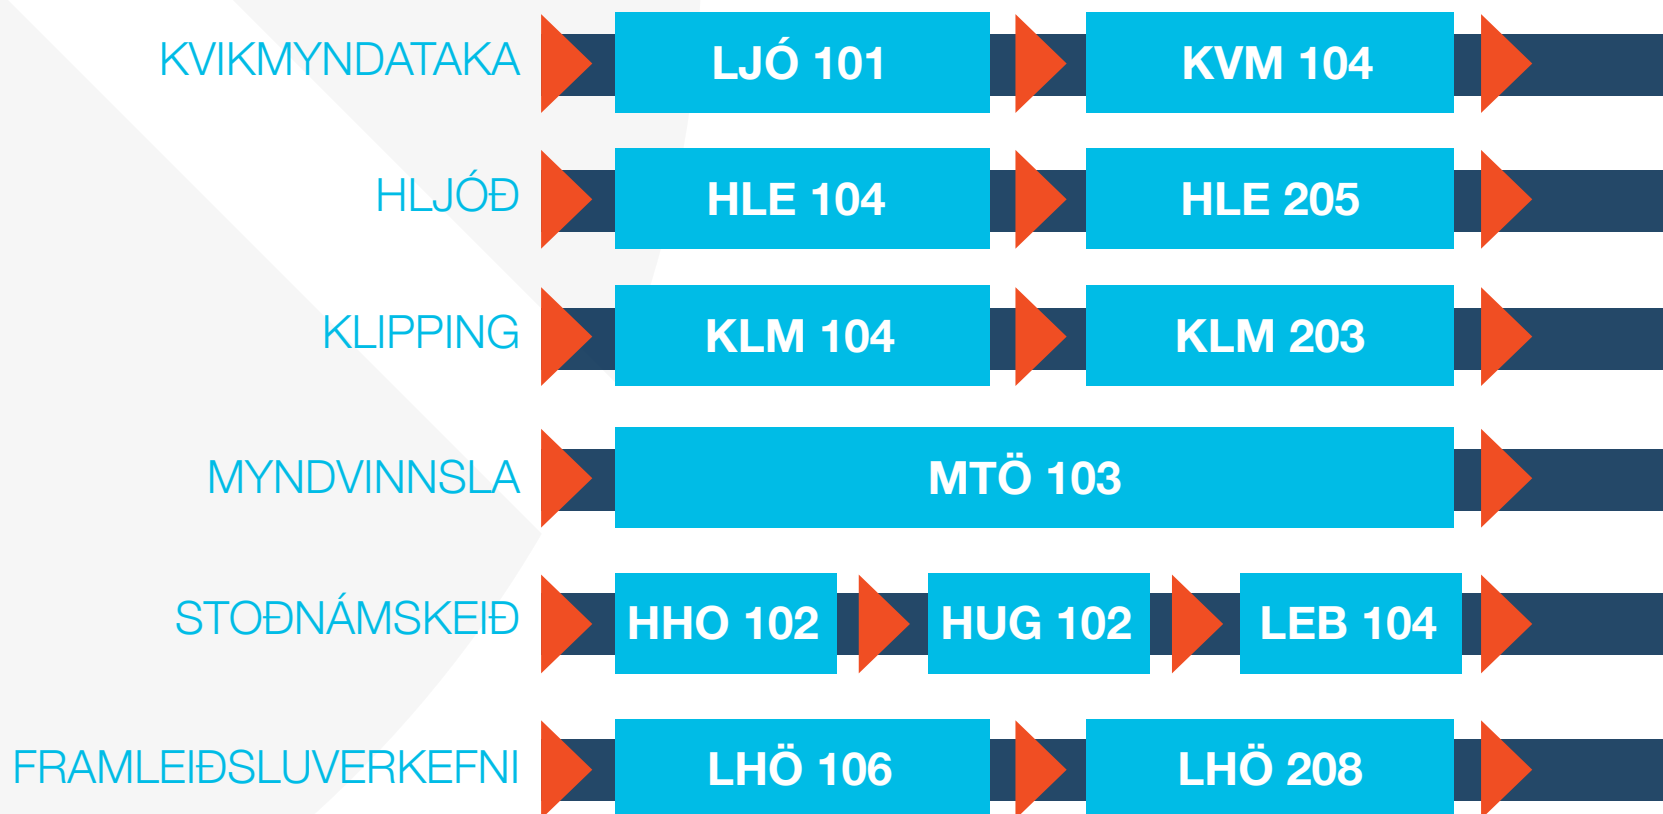 KVIKMYNDATAKA LJÓ 101 KVM 104
HLJÓÐ HLE 104 HLE 205
KLIPPING KLM 104 KLM 203
MYNDVINNSLA MTÖ 103
STOÐNÁMSKEIÐ HHO 102 HUG 102 LEB 104
FRAMLEIÐSLUVERKEFNI LHÖ 106 LHÖ 208